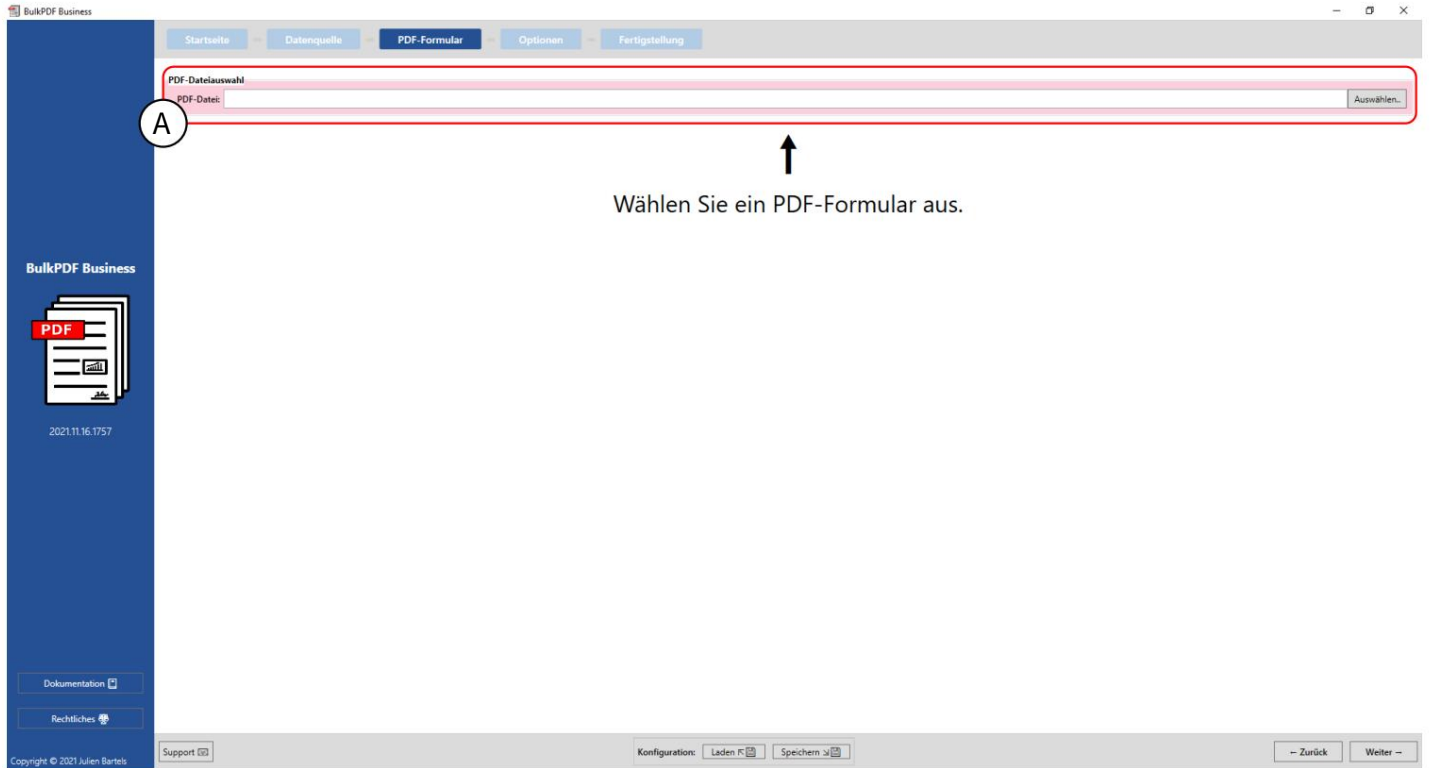 BulkPDF Business
Startseite Datenquelle PDF-Formular Optionen Fertigstellung
PDF-Dateiauswahl
PDF-Datei: Auswählen..
A
Wählen Sie ein PDF-Formular aus.
BulkPDF Business
PDF
2021.11.16.1757
Dokumentation
Rechtliches
Copyright © 2021 Julien Bartels
Support
Konfiguration: Laden Speichern
← Zurück Weiter →